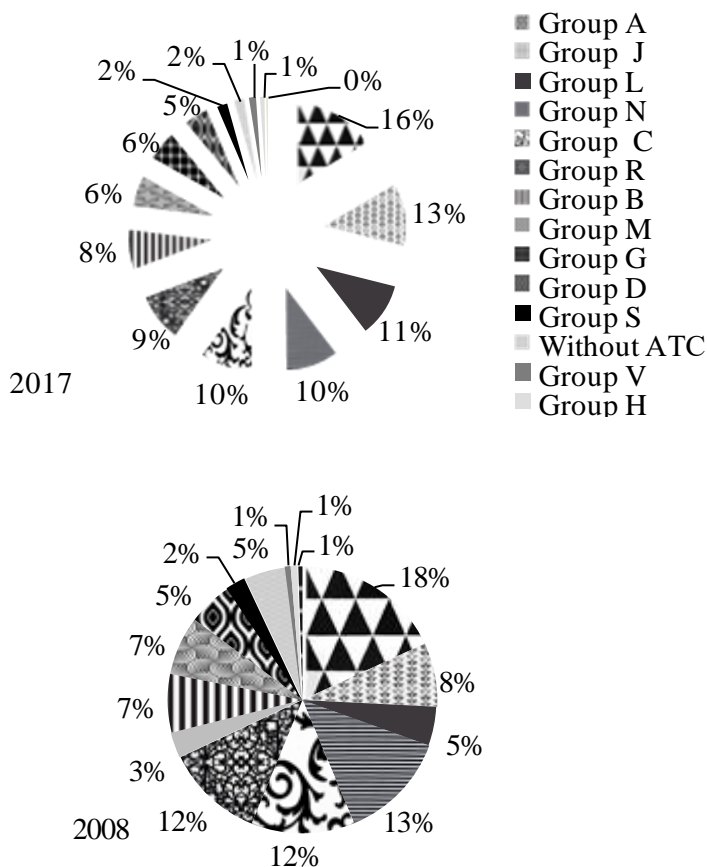 2%
2%
1%
1%
0%
5%
16%
6%
6%
13%
8%
9%
11%
10%
10%
2017
Group A
Group  J
Group L
Group N
Group  C
Group R
Group B
Group M
Group G
Group D
Group S
Without ATC
Group V
Group H
1%
1%
2%
5%
1%
18%
5%
7%
8%
7%
5%
3%
12%
13%
12%
2008